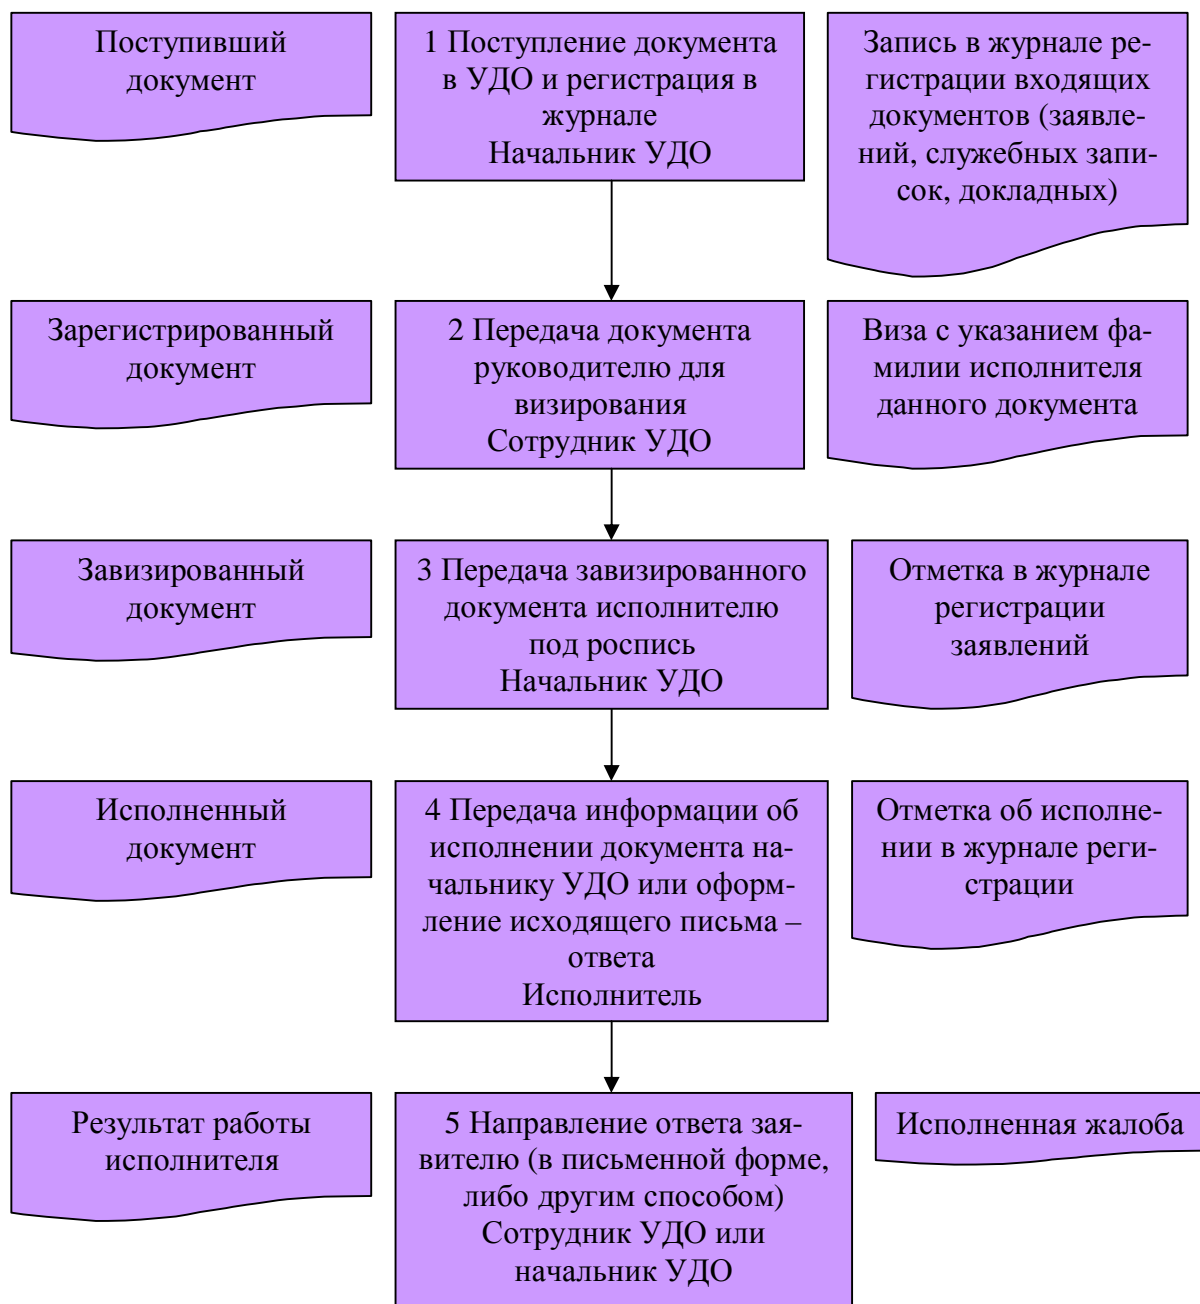 Поступивший
документ
1 Поступление документа
в УДО и регистрация в
журнале
Начальник УДО
Запись в журнале ре-
гистрации входящих
документов (заявле-
ний, служебных запи-
сок, докладных)
Зарегистрированный
документ
2 Передача документа
руководителю для
визирования
Сотрудник УДО
Виза с указанием фа-
милии исполнителя
данного документа
Завизированный
документ
3 Передача завизированного
документа исполнителю
под роспись
Начальник УДО
Отметка в журнале
регистрации
заявлений
Исполненный
документ
4 Передача информации об
исполнении документа на-
чальнику УДО или оформ-
ление исходящего письма –
ответа
Исполнитель
Отметка об исполне-
нии в журнале реги-
страции
Результат работы
исполнителя
5 Направление ответа зая-
вителю (в письменной форме,
либо другим способом)
Сотрудник УДО или
начальник УДО
Исполненная жалоба